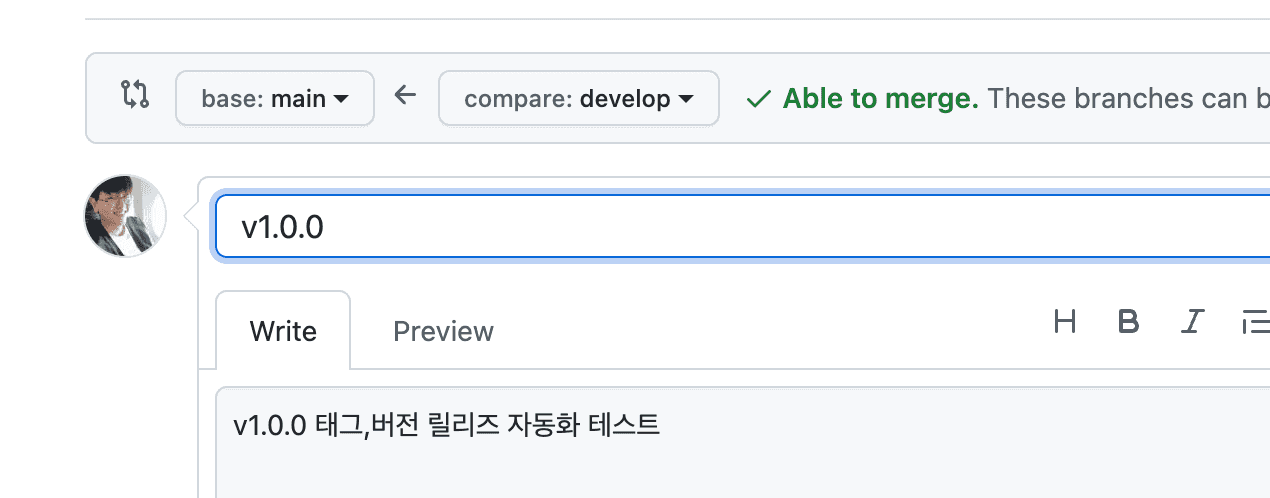 base: main compare: develop Able to merge. These branches can
v1.0.0
Write Preview H B I
v1.0.0 태그,버전 릴리즈 자동화 테스트